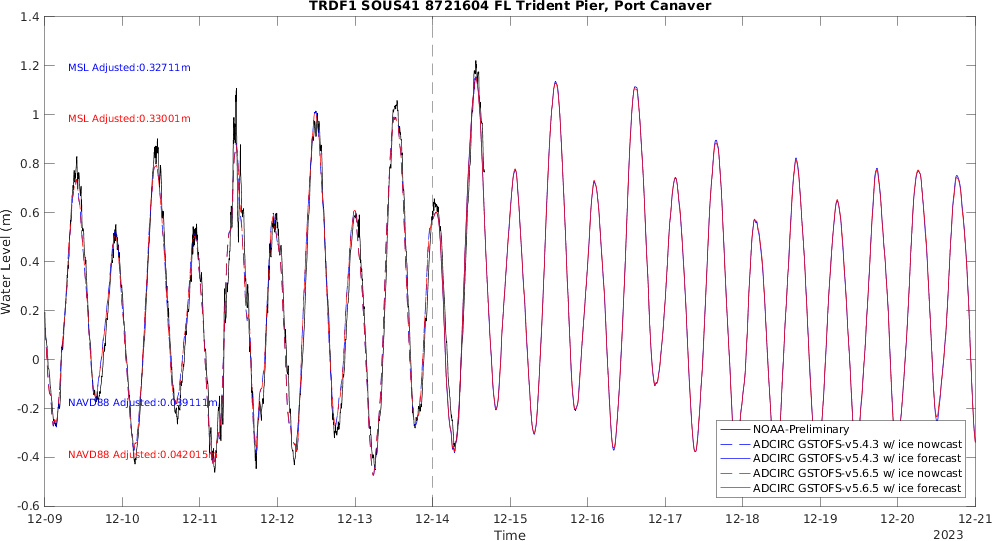 TRDF1 SOUS41 8721604 FL Trident Pier, Port Canaver
1.4
1.2
1
0.8
0.6
0.4
0.2
0
-0.2
-0.4
-0.6
Water Level (m)
MSL Adjusted:0.32711m
MSL Adjusted:0.33001m
NAVD88 Adjusted:0.039111m
NAVD88 Adjusted:0.042015m
NOAA-Preliminary
ADCIRC GSTOFS-v5.4.3 w/ ice nowcast
ADCIRC GSTOFS-v5.4.3 w/ ice forecast
ADCIRC GSTOFS-v5.6.5 w/ ice nowcast
ADCIRC GSTOFS-v5.6.5 w/ ice forecast
12-09 12-10 12-11 12-12 12-13 12-14 12-15 12-16 12-17 12-18 12-19 12-20 12-21
Time
2023